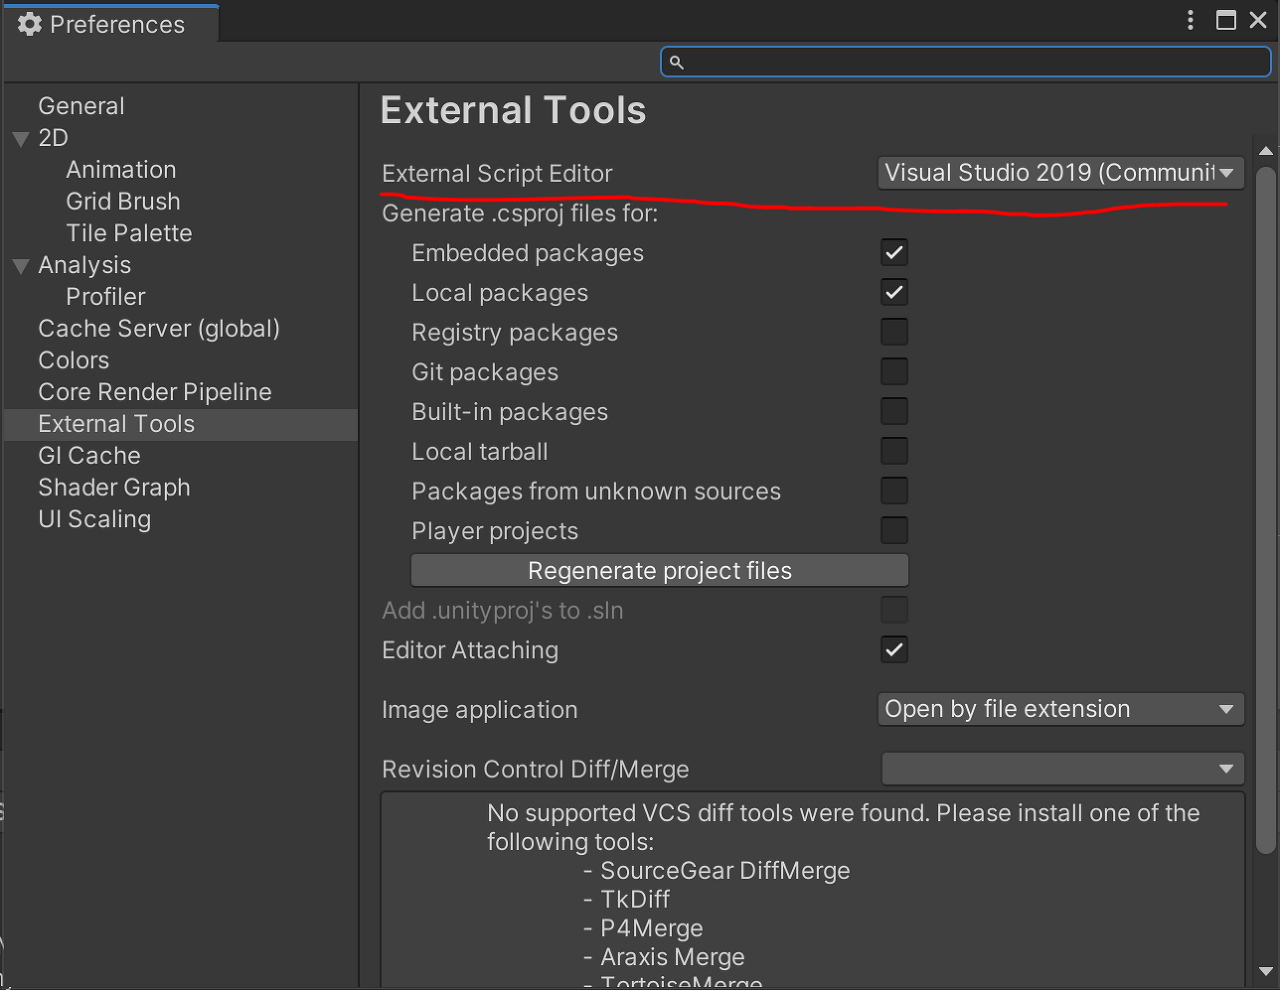 Preferences
General
2D
Animation
Grid Brush
Tile Palette
Analysis
Profiler
Cache Server (global)
Colors
Core Render Pipeline
External Tools
GI Cache
Shader Graph
UI Scaling
External Tools
External Script Editor Visual Studio 2019 (Communit
Generate .csproj files for:
Embedded packages
Local packages
Registry packages
Git packages
Built-in packages
Local tarball
Packages from unknown sources
Player projects
Regenerate project files
Add .unityproj's to .sln
Editor Attaching
Image application Open by file extension
Revision Control Diff/Merge
No supported VCS diff tools were found. Please install one of the
following tools:
- SourceGear DiffMerge
- TkDiff
- P4Merge
- Araxis Merge
- TortoiseMerge